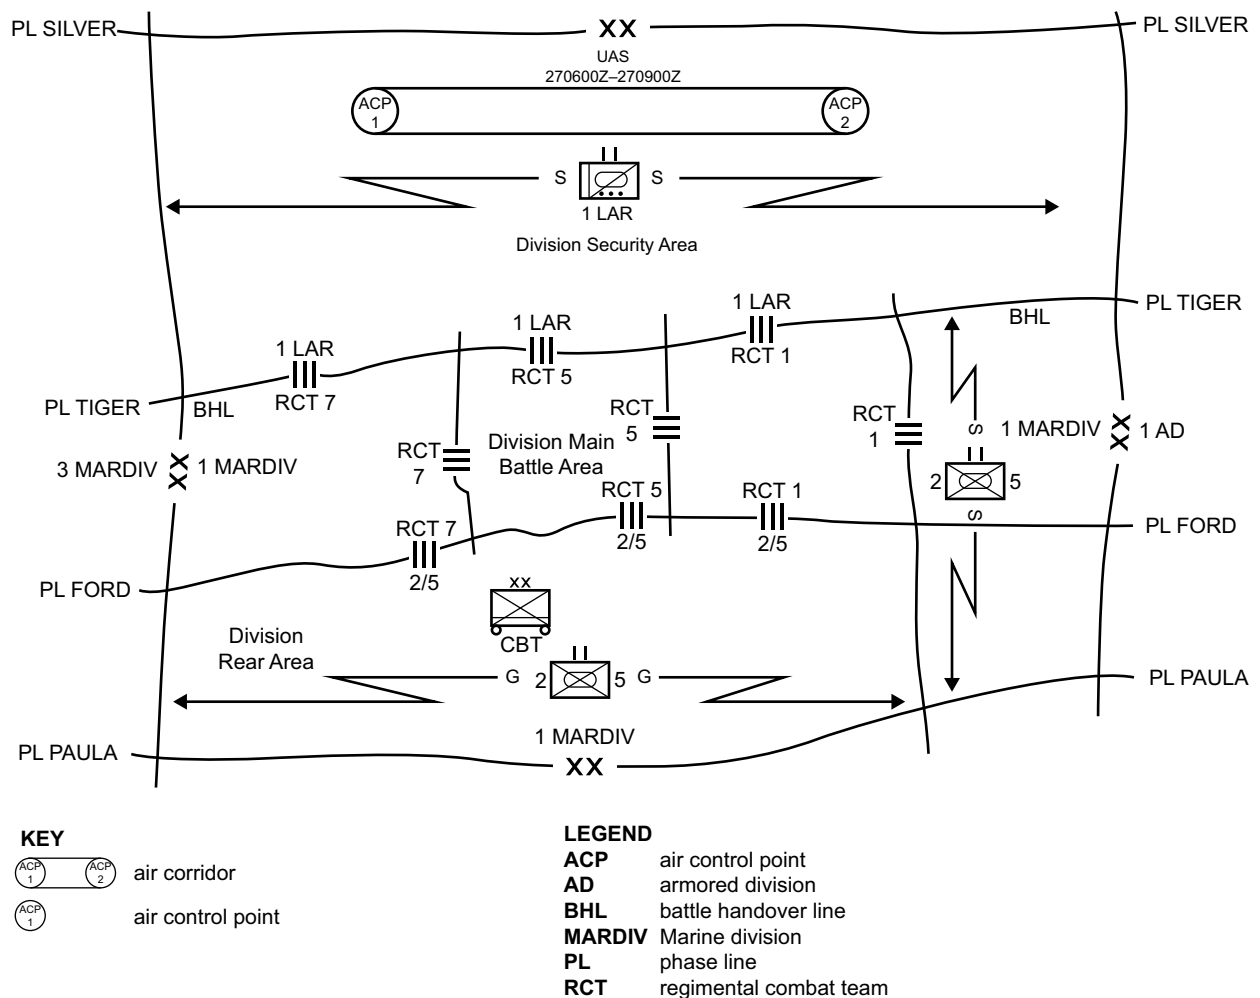 PL SILVER
XX
PL SILVER
UAS
270600Z–270900Z
ACP
1
ACP
2
S
S
1 LAR
Division Security Area
1 LAR
PL TIGER
1 LAR
BHL
1 LAR
RCT 1
RCT 5
RCT 7
PL TIGER
BHL
RCT
5
RCT
1
S
1 MARDIV
XX
1 AD
Division Main
Battle Area
RCT
7
3 MARDIV
XX
1 MARDIV
2
5
RCT 5
RCT 1
S
RCT 7
PL FORD
2/5
2/5
2/5
PL FORD
XX
CBT
Division
Rear Area
G
2
5
G
PL PAULA
1 MARDIV
PL PAULA
XX
KEY
ACP
1
ACP
2
air corridor
ACP
1
air control point
LEGEND
ACP air control point
AD armored division
BHL battle handover line
MARDIV Marine division
PL phase line
RCT regimental combat team